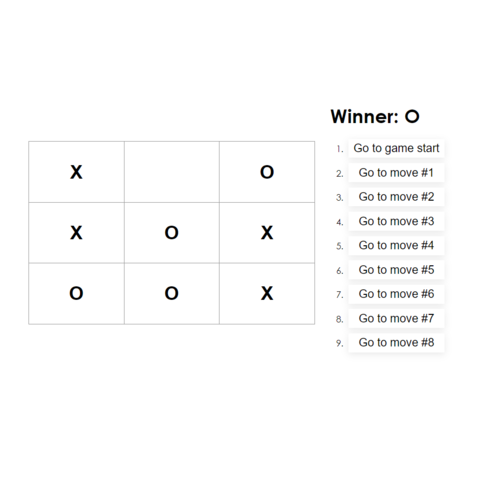 Winner: O
X O
X O X
O O X
1. Go to game start
2. Go to move #1
3. Go to move #2
4. Go to move #3
5. Go to move #4
6. Go to move #5
7. Go to move #6
8. Go to move #7
9. Go to move #8